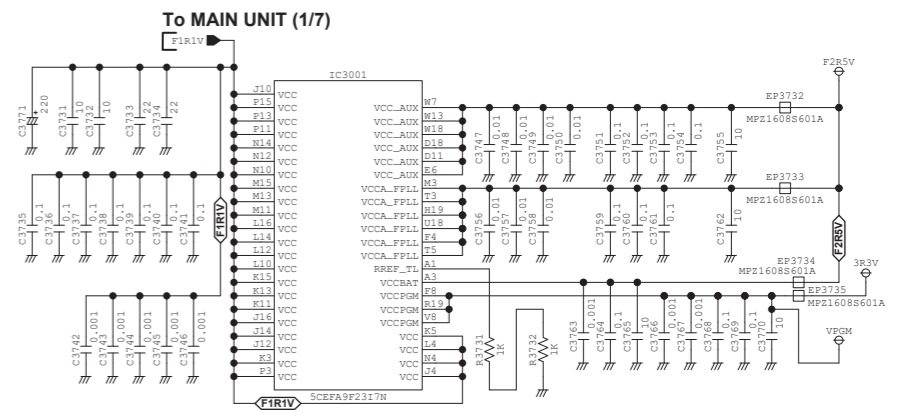 To MAIN UNIT (1/7)
F1R1V
IC3001
F2R5V
C3771 220
C3731 10
C3732 10
C3733 22
C3734 22
J10 VCC
P15 VCC
P13 VCC
P11 VCC
N14 VCC
N12 VCC
N10 VCC
M15 VCC
M13 VCC
M11 VCC
L16 VCC
L14 VCC
L12 VCC
L10 VCC
K15 VCC
K13 VCC
K11 VCC
J16 VCC
J14 VCC
J12 VCC
K3 VCC
P3 VCC
VCC_AUX W7
VCC_AUX W13
VCC_AUX W18
VCC_AUX D18
VCC_AUX D11
VCC_AUX E6
VCCA_FPLL M3
VCCA_FPLL T3
VCCA_FPLL H19
VCCA_FPLL U18
VCCA_FPLL F4
VCCA_FPLL T5
RREF_TL A1
VCCBAT A3
VCCPGM F8
VCCPGM R19
VCCPGM V8
VCC K5
VCC L4
VCC N4
VCC J4
C3735 0.1
C3736 0.1
C3737 0.1
C3738 0.1
C3739 0.1
C3740 0.1
C3741 0.1
F1R1V
C3742 0.001
C3743 0.001
C3744 0.001
C3745 0.001
C3746 0.001
C3747 0.01
C3748 0.01
C3749 0.01
C3750 0.01
C3751 0.1
C3752 0.1
C3753 0.1
C3754 0.1
C3755 10
EP3732
MPZ1608S601A
C3756 0.01
C3757 0.01
C3758 0.01
C3759 0.1
C3760 0.1
C3761 0.1
C3762 10
EP3733
MPZ1608S601A
F2R5V
EP3734
MPZ1608S601A
3R3V
EP3735
MPZ1608S601A
R3731 1K
R3732 1K
C3763 0.001
C3764 0.1
C3765 10
C3766 0.001
C3767 0.001
C3768 0.1
C3769 0.1
C3770 10
VPGM
F1R1V
5CEFA9F23I7N